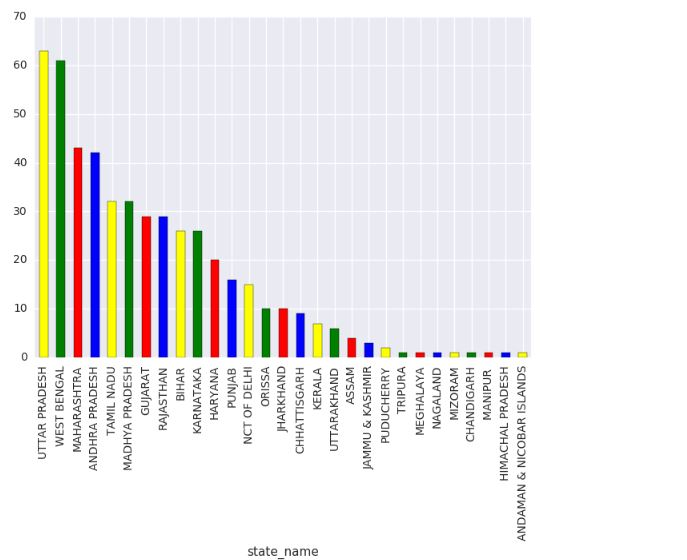 70
60
50
40
30
20
10
0
UTTAR PRADESH
WEST BENGAL
MAHARASHTRA
ANDHRA PRADESH
TAMIL NADU
MADHYA PRADESH
GUJARAT
RAJASTHAN
BIHAR
KARNATAKA
HARYANA
PUNJAB
NCT OF DELHI
ORISSA
JHARKHAND
CHHATTISGARH
KERALA
UTTARAKHAND
ASSAM
JAMMU & KASHMIR
PUDUCHERRY
TRIPURA
MEGHALAYA
NAGALAND
MIZORAM
CHANDIGARH
MANIPUR
HIMACHAL PRADESH
ANDAMAN & NICOBAR ISLANDS
state_name